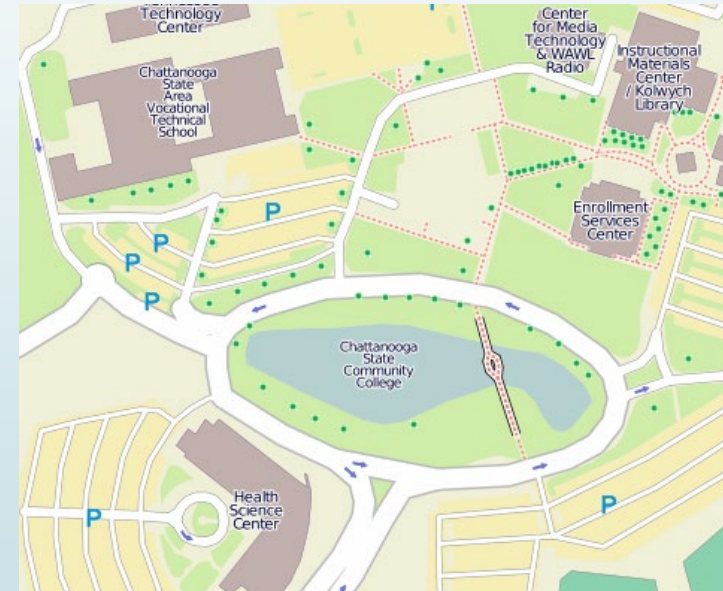 Technology
Center
Center
for Media
Technology
& WAWL
Radio
Instructional
Materials
Center
/ Kolwych
Library
Chattanooga
State
Area
Vocational
Technical
School
P
Enrollment
Services
Center
P
P
P
Chattanooga
State
Community
College
Health
Science
Center
P
P